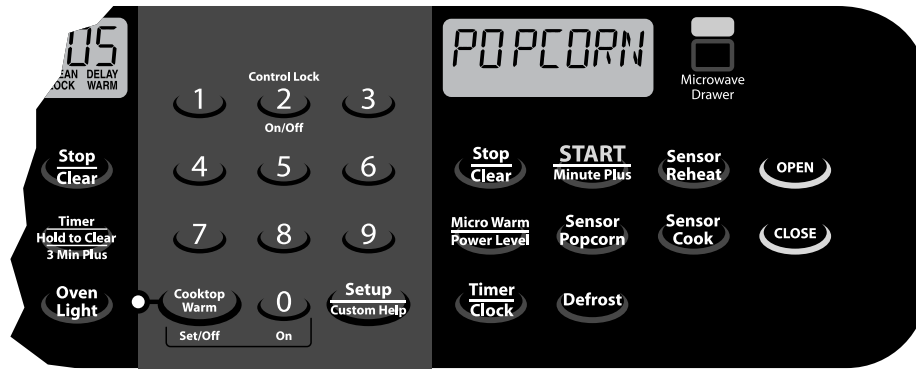 POPCORN
DELAY
WARM
Microwave
Drawer
Control Lock
1 2 3
On/Off
Stop
Clear
4 5 6
Stop
Clear
START
Minute Plus
Sensor
Reheat
OPEN
Timer
Hold to Clear
3 Min Plus
7 8 9
Micro Warm
Power Level
Sensor
Popcorn
Sensor
Cook
CLOSE
Oven
Light
Cooktop
Warm
0
Setup
Custom Help
Set/Off
On
Timer
Clock
Defrost